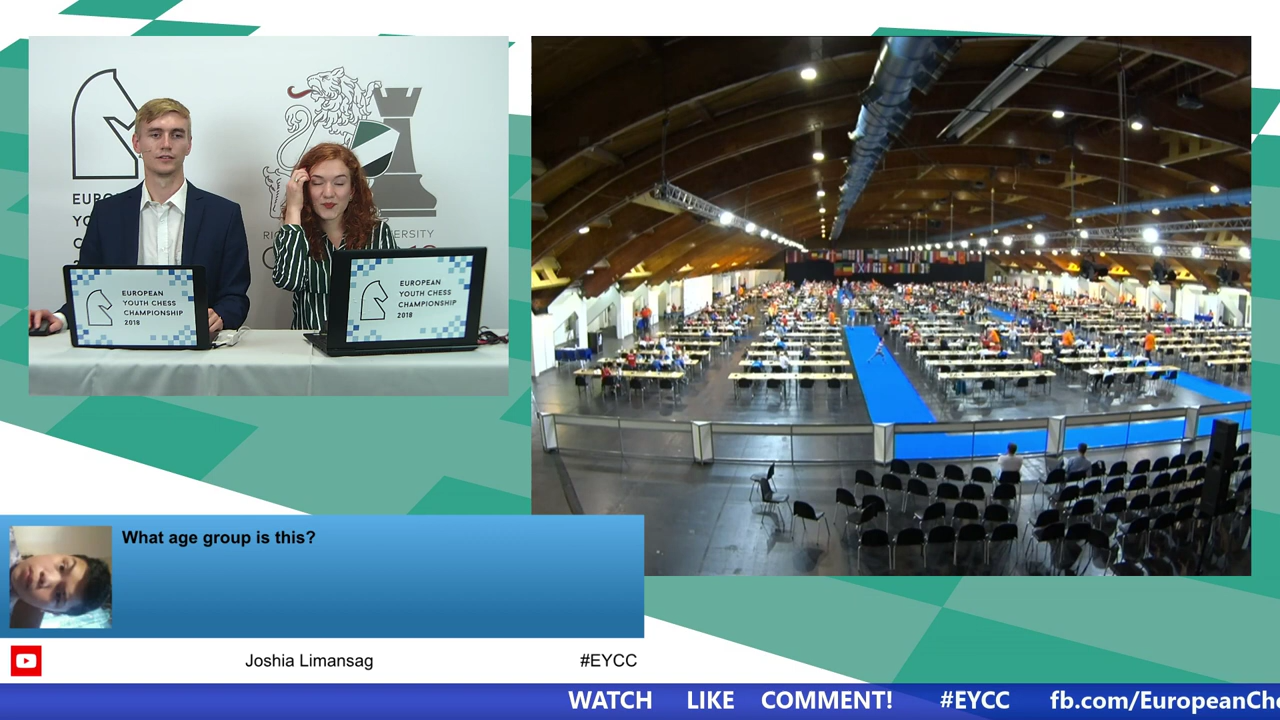 EUROPEAN
YOUTH CHESS
CHAMPIONSHIP
2018
EUROPEAN
YOUTH CHESS
CHAMPIONSHIP
2018
What age group is this?
Joshia Limansag
#EYCC
WATCH LIKE COMMENT! #EYCC fb.com/EuropeanChe